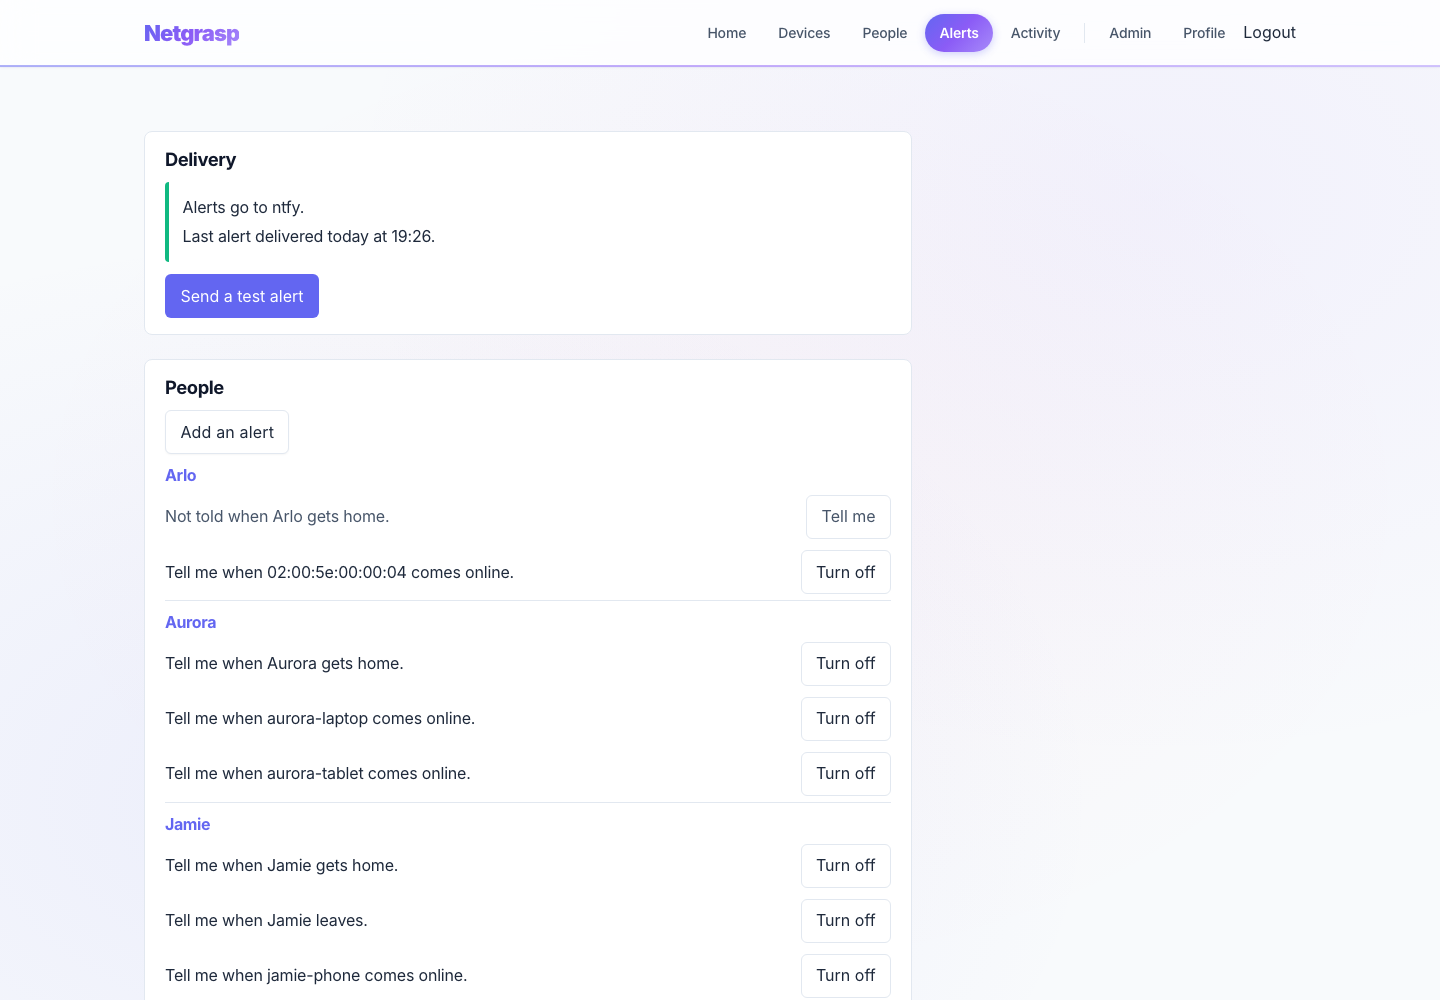 Netgrasp
Home Devices People Alerts Activity Admin Profile Logout
Delivery
Alerts go to ntfy.
Last alert delivered today at 19:26.
Send a test alert
People
Add an alert
Arlo
Not told when Arlo gets home. Tell me
Tell me when 02:00:5e:00:00:04 comes online. Turn off
Aurora
Tell me when Aurora gets home. Turn off
Tell me when aurora-laptop comes online. Turn off
Tell me when aurora-tablet comes online. Turn off
Jamie
Tell me when Jamie gets home. Turn off
Tell me when Jamie leaves. Turn off
Tell me when jamie-phone comes online. Turn off